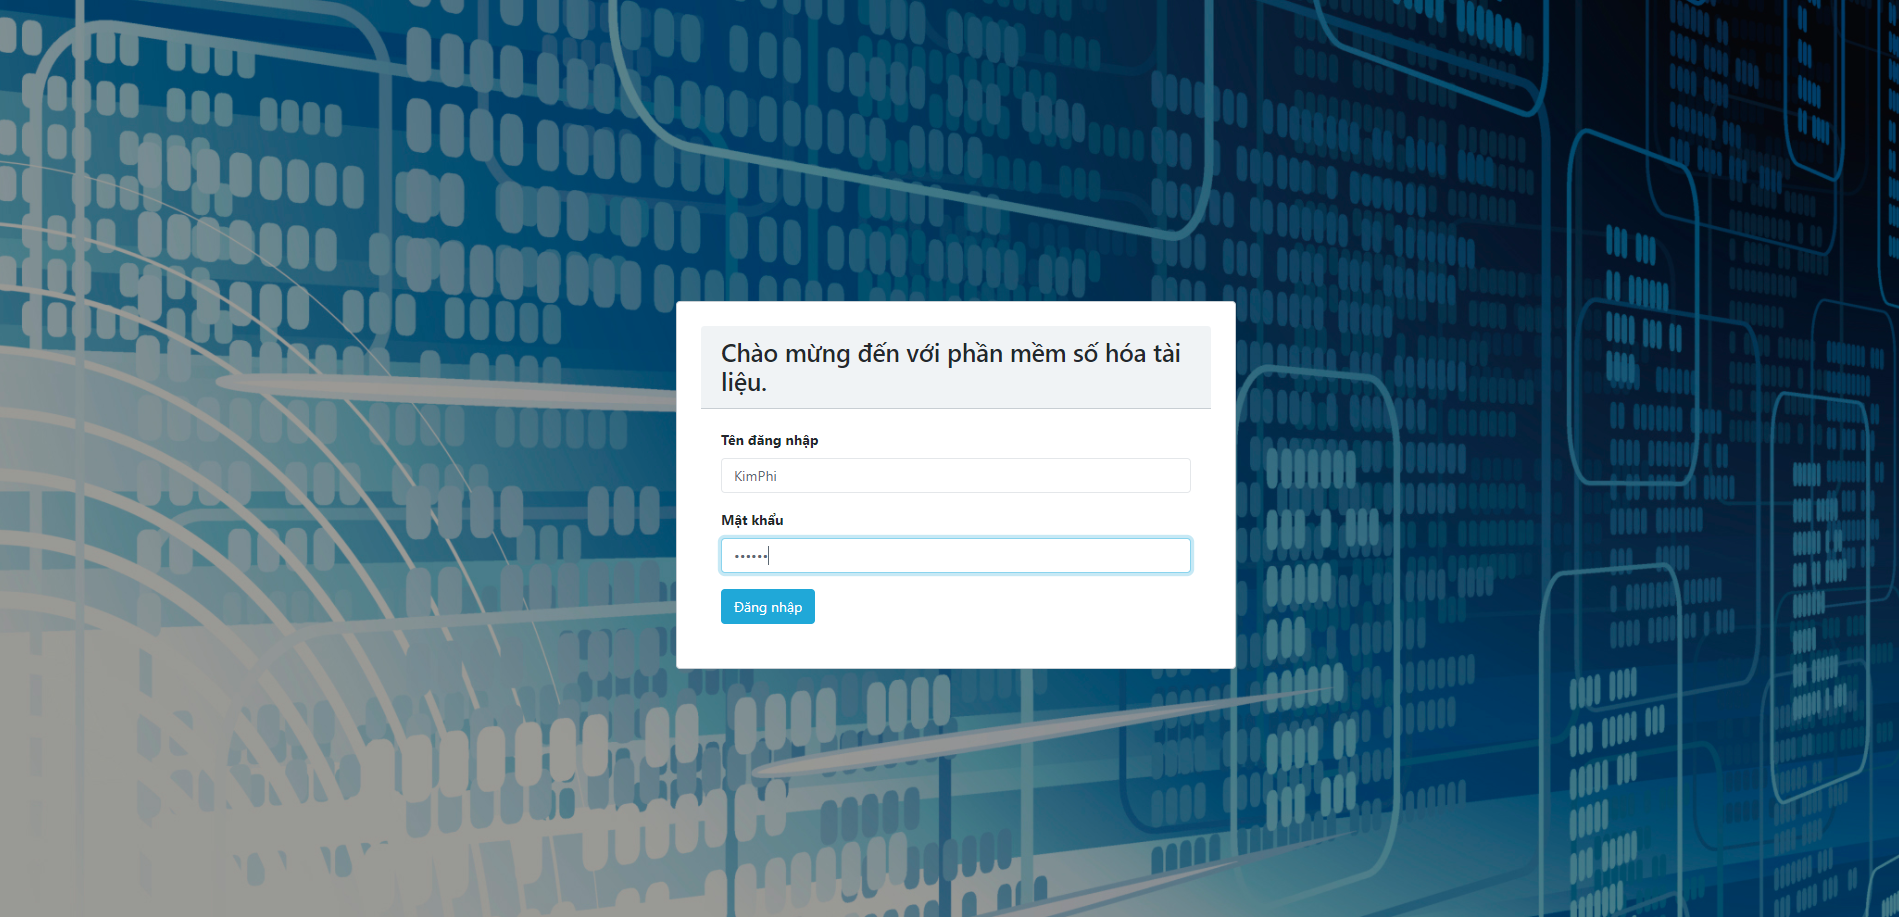 Chào mừng đến với phần mềm số hóa tài
liệu.
Tên đăng nhập
KimPhi
Mật khẩu
••••••
Đăng nhập